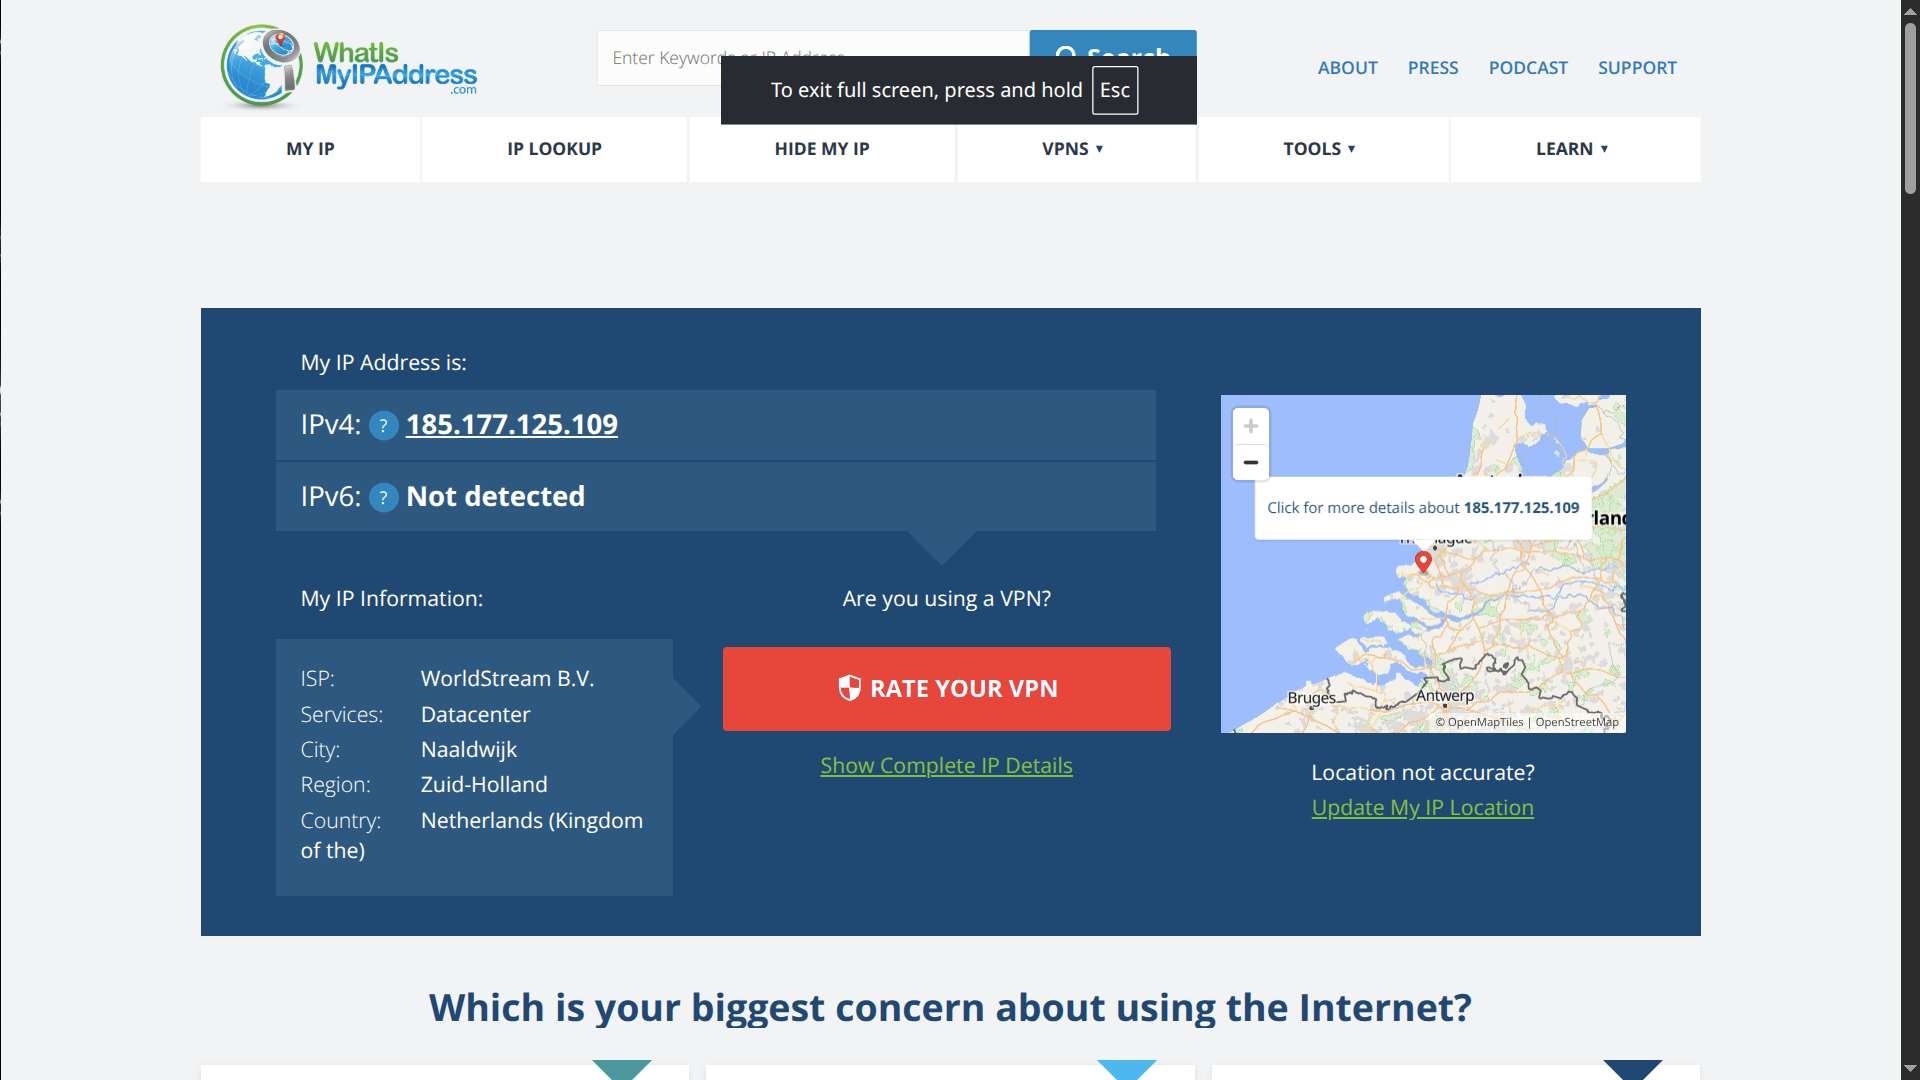 WhatIs
MyIPAddress
.com
Enter Keywords or IP Address
Search
ABOUT
PRESS
PODCAST
SUPPORT
To exit full screen, press and hold Esc
MY IP
IP LOOKUP
HIDE MY IP
VPNS ▾
TOOLS ▾
LEARN ▾
My IP Address is:
IPv4: ? 185.177.125.109
IPv6: ? Not detected
My IP Information:
ISP: WorldStream B.V.
Services: Datacenter
City: Naaldwijk
Region: Zuid-Holland
Country: Netherlands (Kingdom
of the)
Are you using a VPN?
RATE YOUR VPN
Show Complete IP Details
+
−
Click for more details about 185.177.125.109
Bruges
Antwerp
© OpenMapTiles | OpenStreetMap
Location not accurate?
Update My IP Location
Which is your biggest concern about using the Internet?